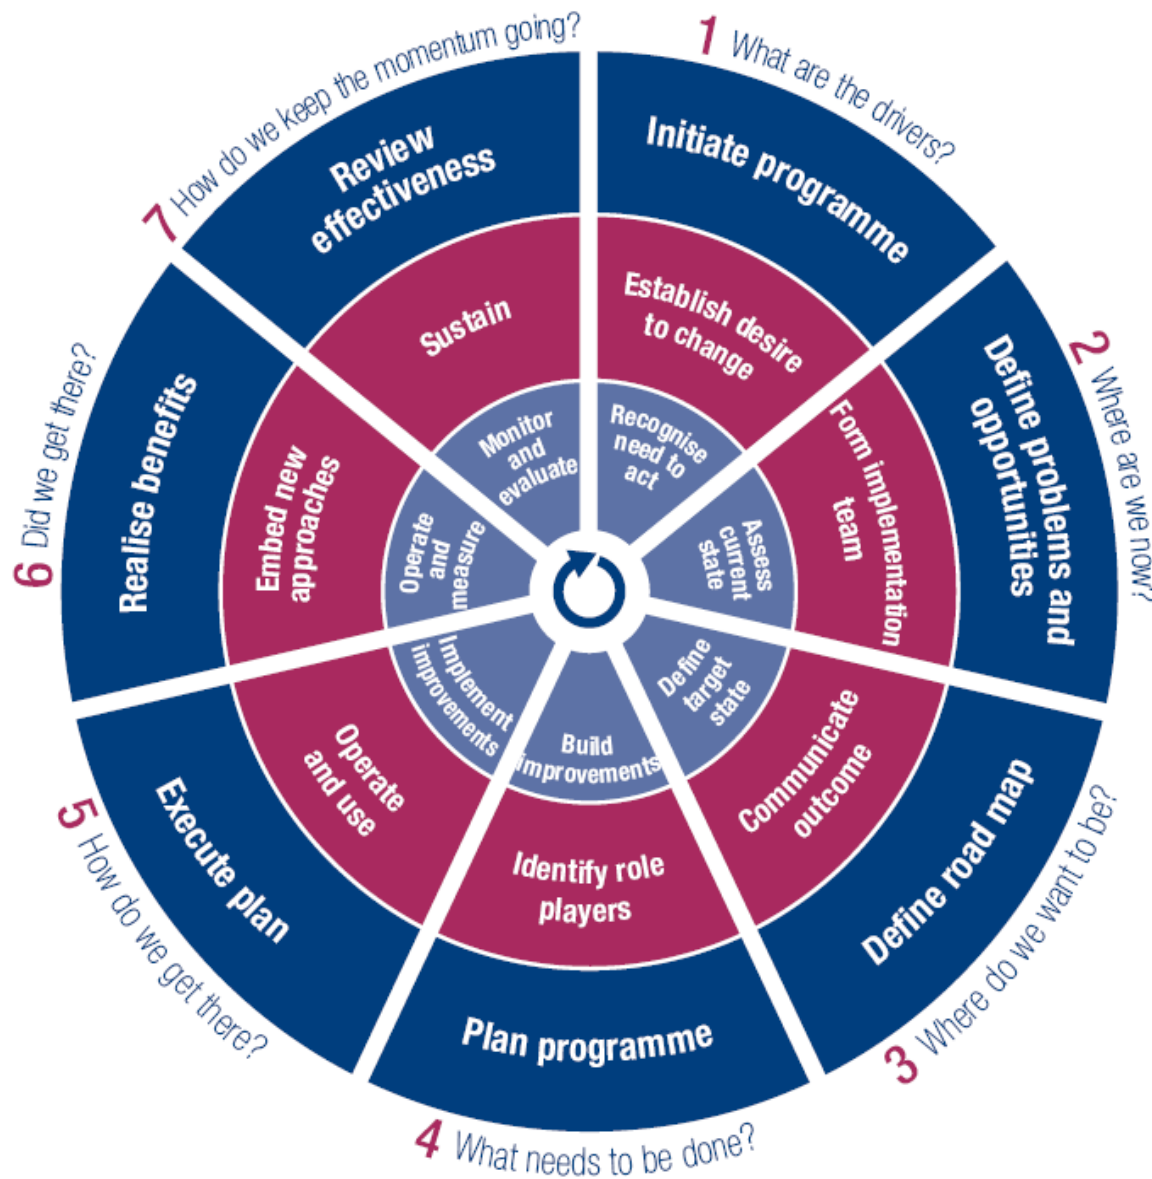 1 What are the drivers?
Initiate programme
Establish desire
to change
Recognise
need to
act
2 Where are we now?
Define problems and
opportunities
Form implementation
team
Assess
current
state
3 Where do we want to be?
Define road map
Communicate
outcome
Define
target
state
4 What needs to be done?
Plan programme
Identify role
players
Build
improvements
5 How do we get there?
Execute plan
Operate
and use
Implement
improvements
6 Did we get there?
Realise benefits
Embed new
approaches
Operate
and
measure
7 How do we keep the momentum going?
Review
effectiveness
Sustain
Monitor
and
evaluate